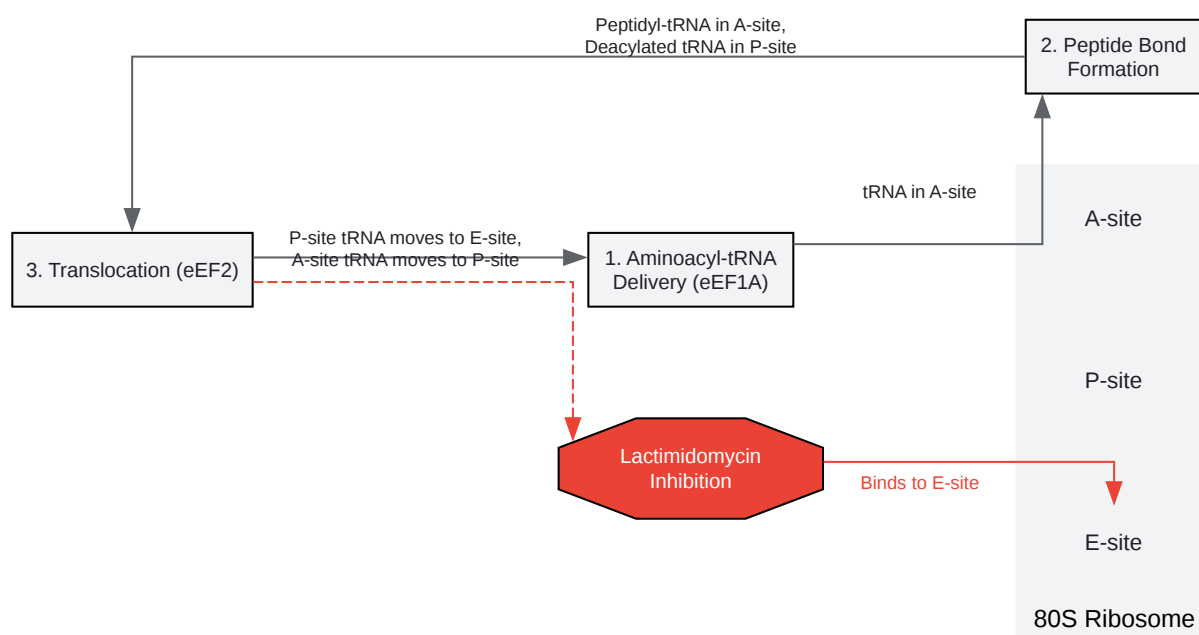 Peptidyl-tRNA in A-site,
Deacylated tRNA in P-site
2. Peptide Bond
Formation
tRNA in A-site
A-site
P-site tRNA moves to E-site,
A-site tRNA moves to P-site
3. Translocation (eEF2)
1. Aminoacyl-tRNA
Delivery (eEF1A)
P-site
Lactimidomycin
Inhibition
Binds to E-site
E-site
80S Ribosome